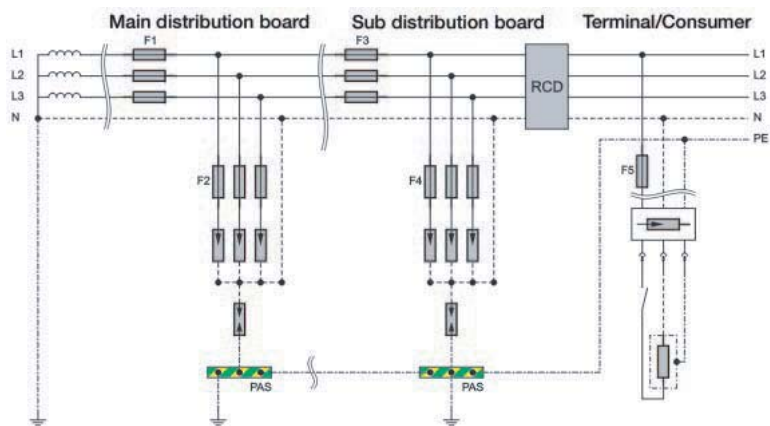 Main distribution board
Sub distribution board
Terminal/Consumer
F1
F3
L1
L1
L2
L2
L3
L3
RCD
N
N
PE
F2
F4
F5
PAS
PAS